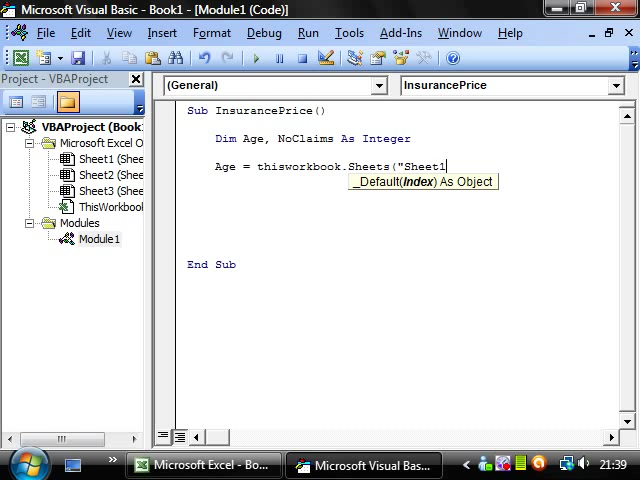 Microsoft Visual Basic - Book1 - [Module1 (Code)]
File Edit View Insert Format Debug Run Tools Add-Ins Window
Help
Project - VBAProject
(General) InsurancePrice
VBAProject (Book
Microsoft Excel O
Sheet1 (Shee
Sheet2 (Shee
Sheet3 (Shee
ThisWorkbook
Modules
Module1
Sub InsurancePrice()
Dim Age, NoClaims As Integer
Age = thisworkbook.Sheets("Sheet1
_Default(Index) As Object
End Sub
Microsoft Excel - Bo... Microsoft Visual Bas... 21:39